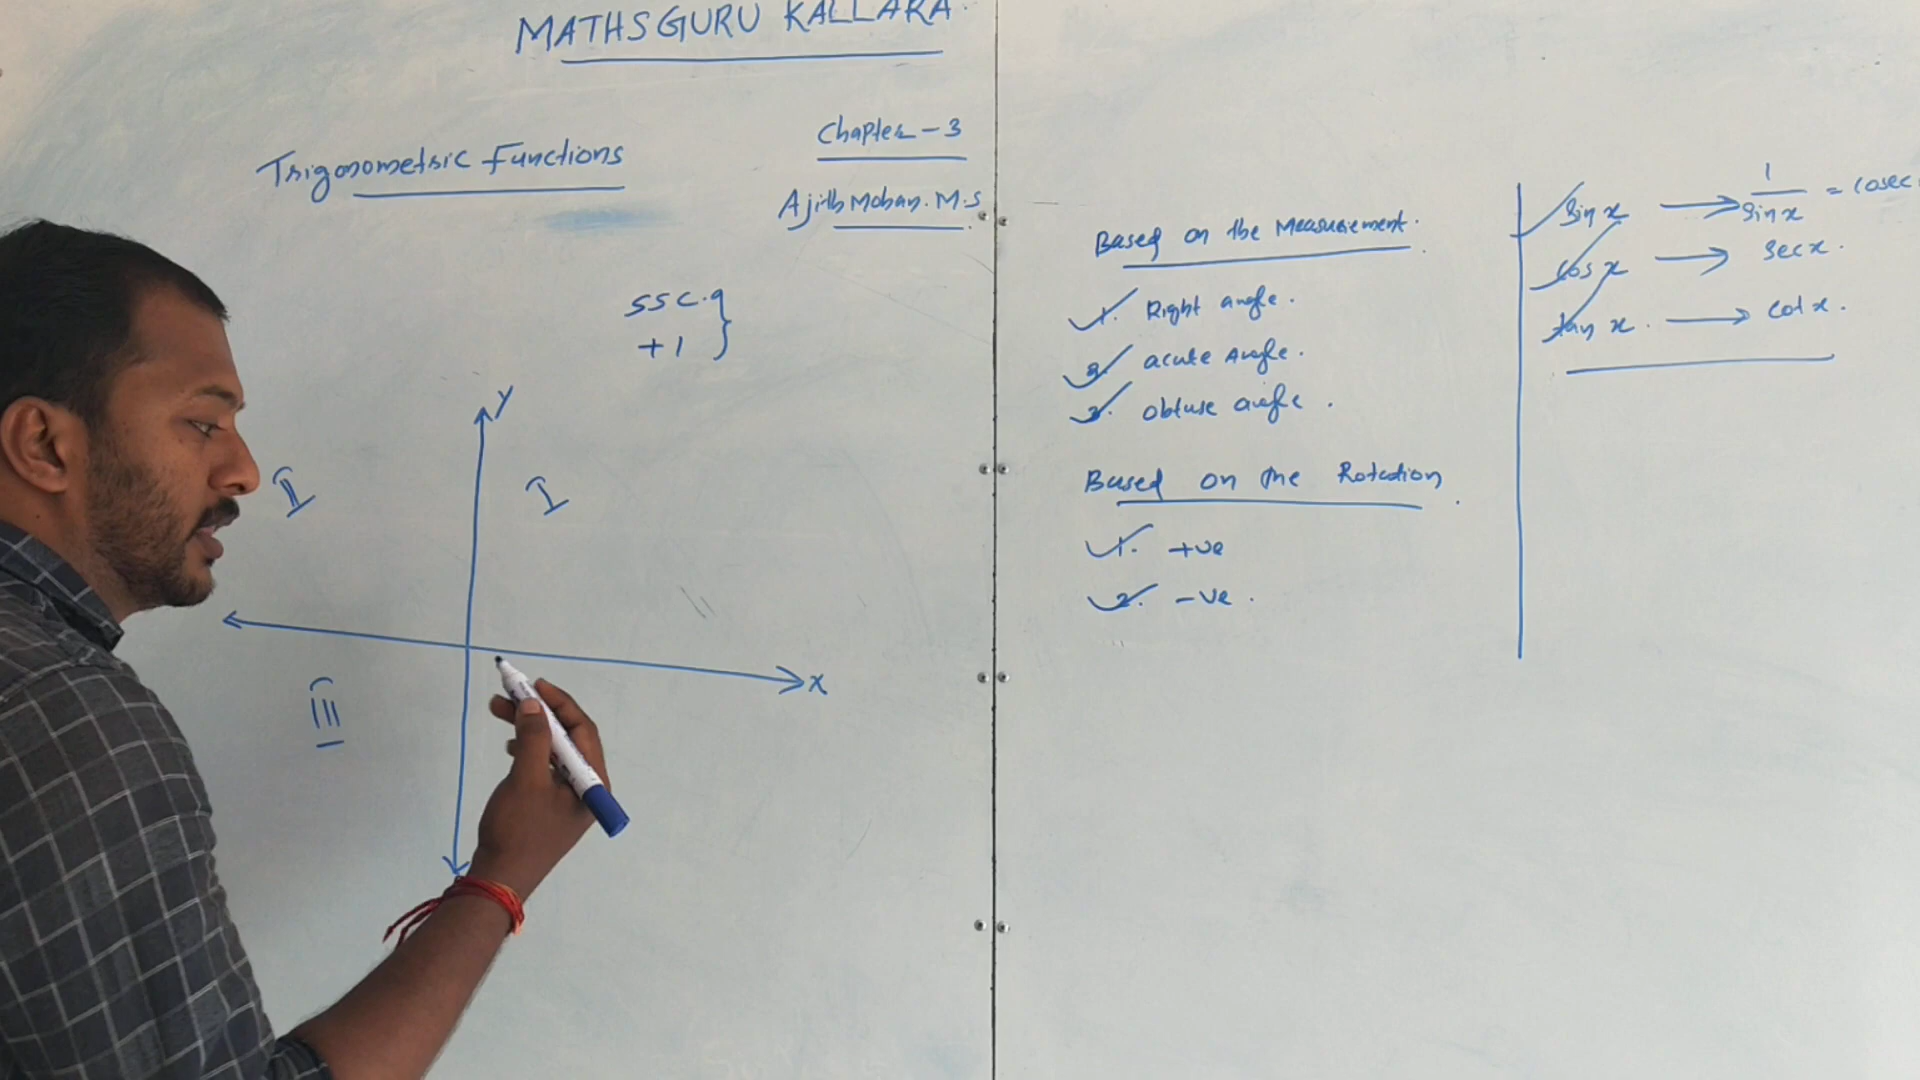 MATHSGURU KALLARA
Trigonometric Functions
Chapter - 3
Ajith Mohan. M.S
SSC. 9
+1
Y
II
I
X
III
Based on the Measurement.
1. Right angle.
2. acute Angle.
3. obtuse angle.
Based on the Rotation
1. +ve
2. -ve.
sin x → 1/sin x = cosec
cos x → sec x.
tan x. → cot x.